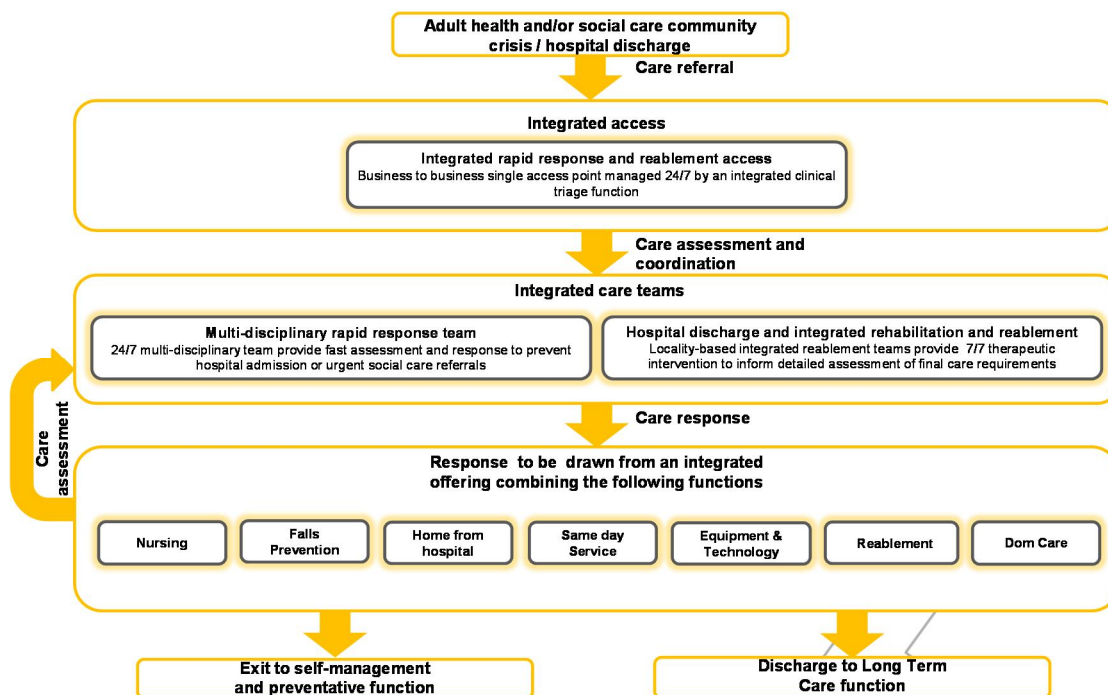 Adult health and/or social care community
crisis / hospital discharge
Care referral
Integrated access
Integrated rapid response and reablement access
Business to business single access point managed 24/7 by an integrated clinical
triage function
Care assessment and
coordination
Integrated care teams
Multi-disciplinary rapid response team
24/7 multi-disciplinary team provide fast assessment and response to prevent
hospital admission or urgent social care referrals
Hospital discharge and integrated rehabilitation and reablement
Locality-based integrated reablement teams provide 7/7 therapeutic
intervention to inform detailed assessment of final care requirements
Care
assessment
Care response
Response to be drawn from an integrated
offering combining the following functions
Nursing
Falls
Prevention
Home from
hospital
Same day
Service
Equipment &
Technology
Reablement
Dom Care
Exit to self-management
and preventative function
Discharge to Long Term
Care function